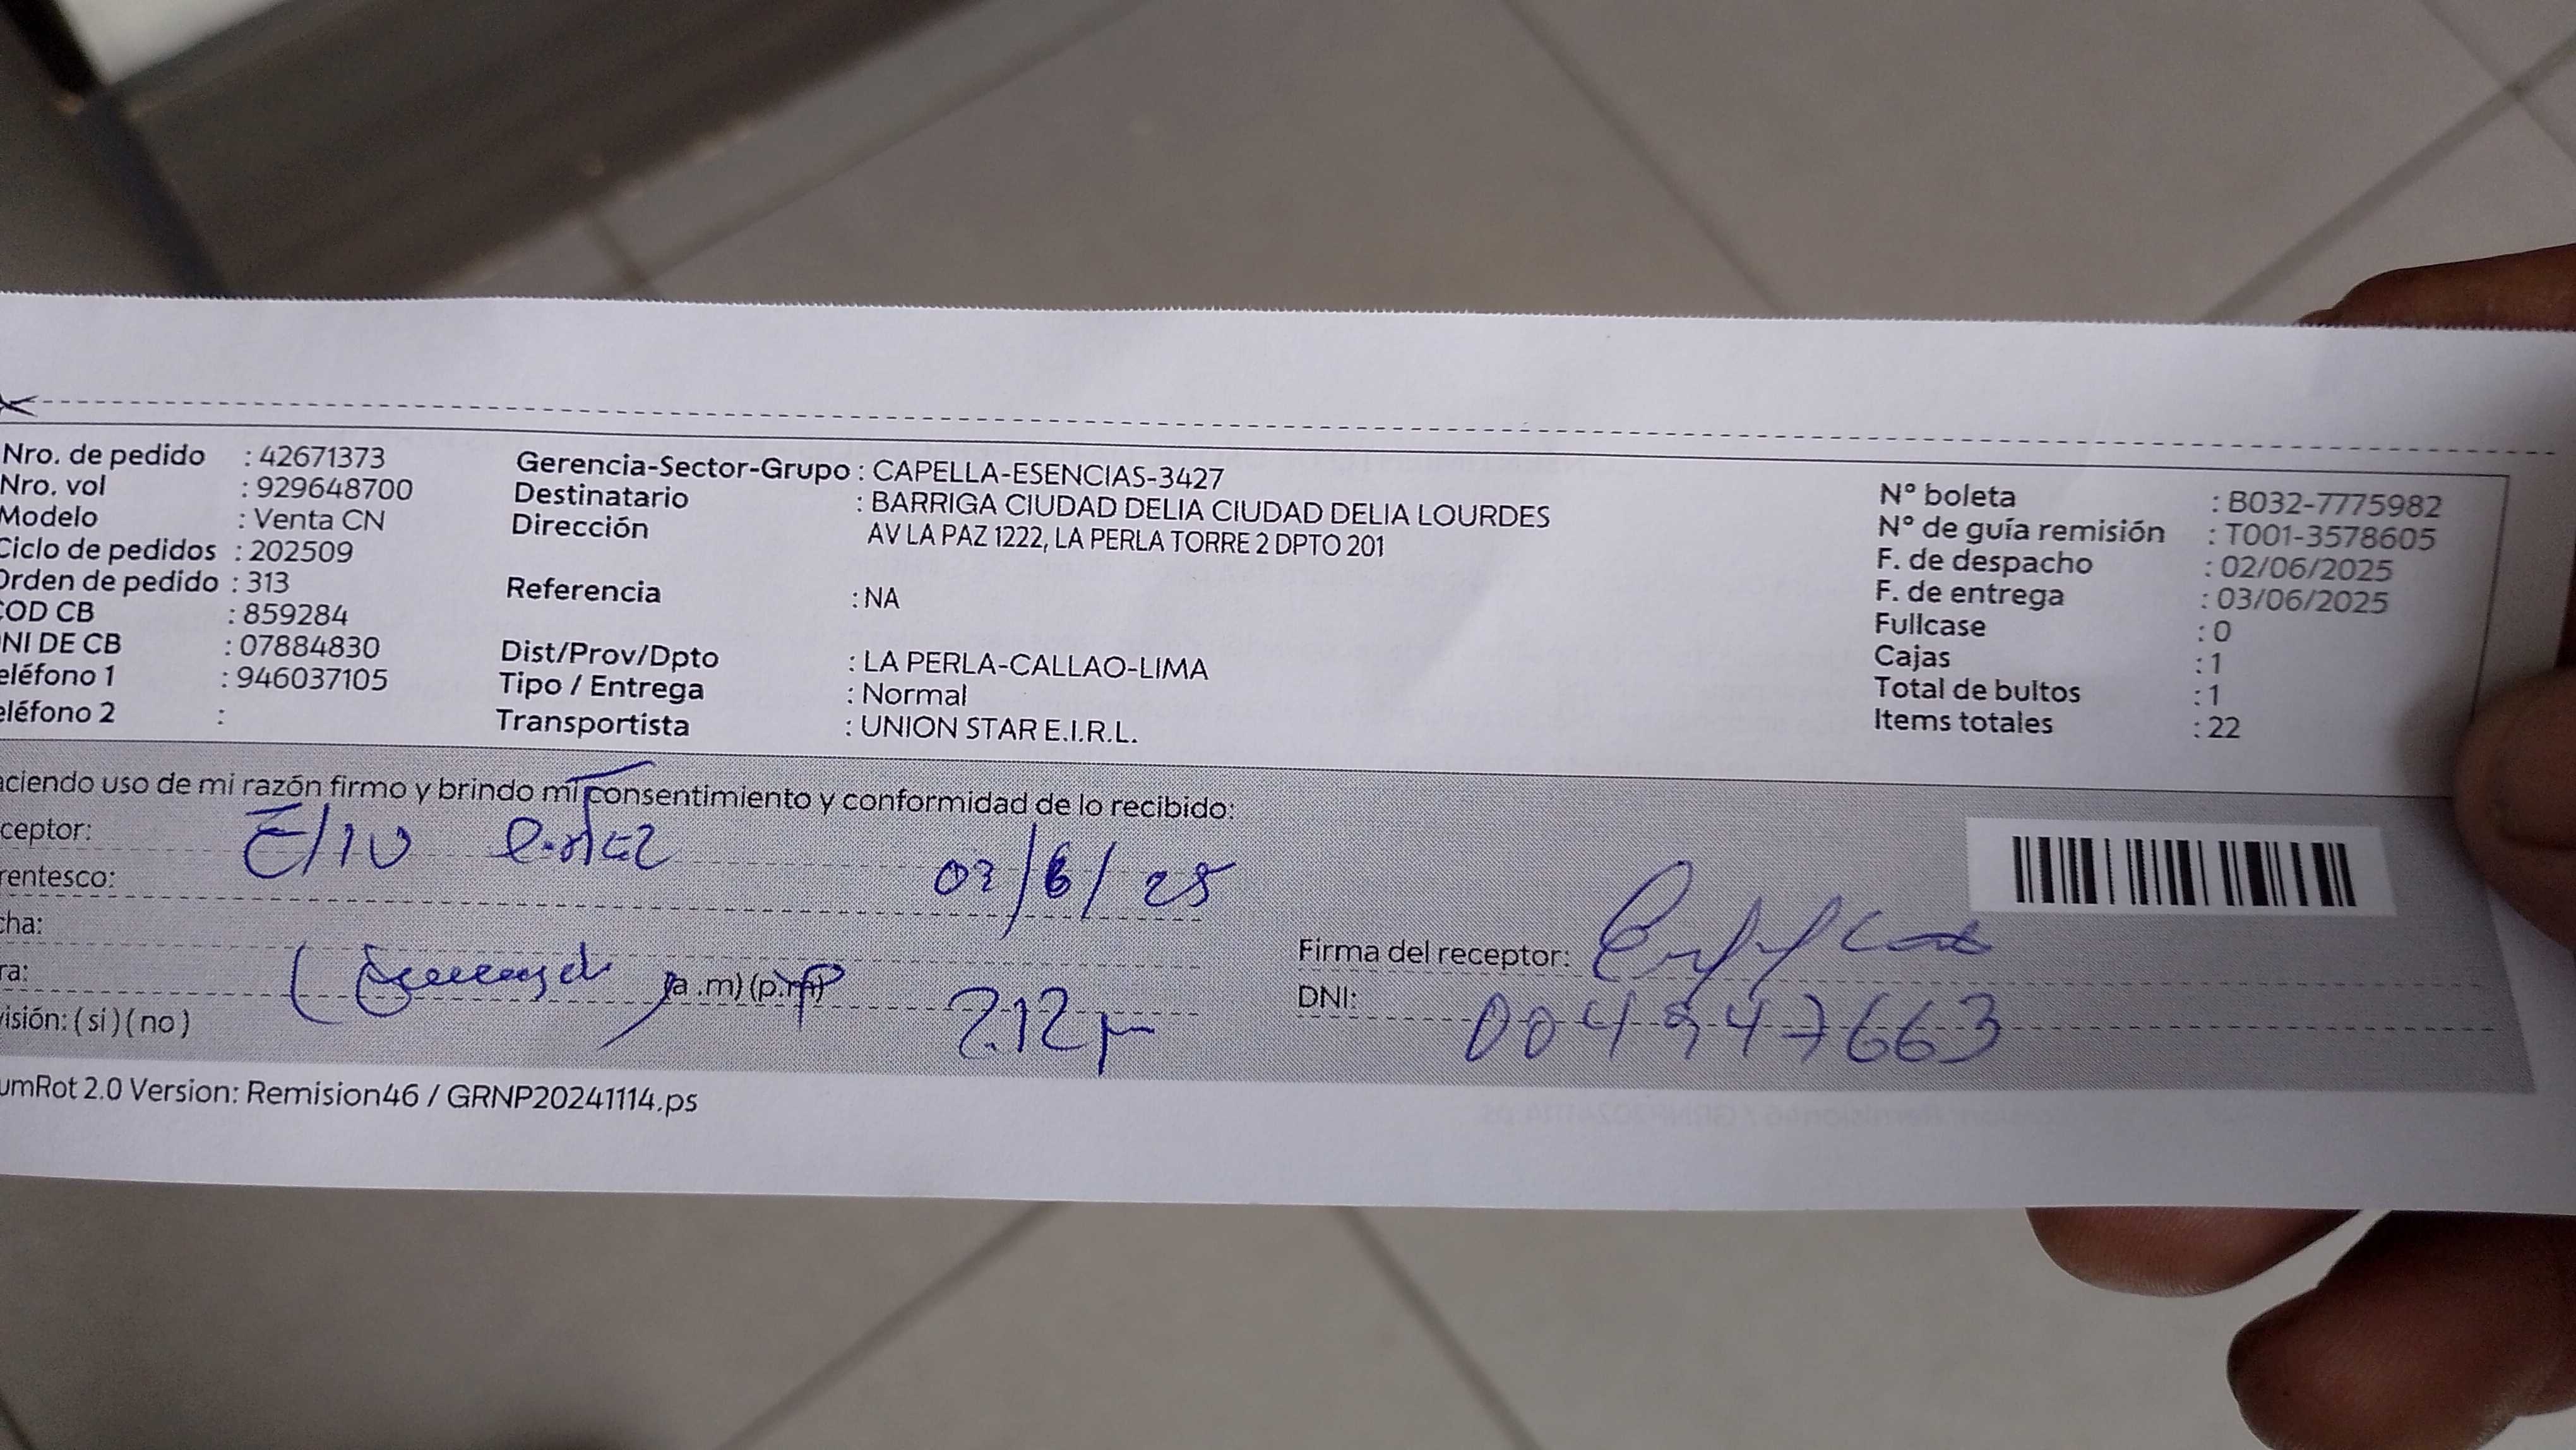 Nro. de pedido : 42671373
Nro. vol : 929648700
Modelo : Venta CN
Ciclo de pedidos : 202509
Orden de pedido : 313
COD CB : 859284
NI DE CB : 07884830
eléfono 1 : 946037105
eléfono 2 :
Gerencia-Sector-Grupo : CAPELLA-ESENCIAS-3427
Destinatario : BARRIGA CIUDAD DELIA CIUDAD DELIA LOURDES
Dirección AV LA PAZ 1222, LA PERLA TORRE 2 DPTO 201
Referencia : NA
Dist/Prov/Dpto : LA PERLA-CALLAO-LIMA
Tipo / Entrega : Normal
Transportista : UNION STAR E.I.R.L.
N° boleta : B032-7775982
N° de guía remisión : T001-3578605
F. de despacho : 02/06/2025
F. de entrega : 03/06/2025
Fullcase : 0
Cajas : 1
Total de bultos : 1
Items totales : 22
aciendo uso de mi razón firmo y brindo mi consentimiento y conformidad de lo recibido:
ceptor: Elio
rentesco: 03/6/25
cha:
ra: (a.m) (p.m)
visión: ( si ) ( no ) 2.12 p
Firma del receptor:
DNI: 004947663
umRot 2.0 Version: Remision46 / GRNP20241114.ps